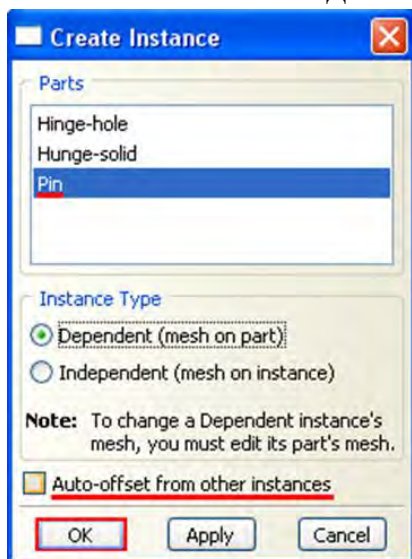 Create Instance
Parts
Hinge-hole
Hunge-solid
Pin
Instance Type
Dependent (mesh on part)
Independent (mesh on instance)
Note: To change a Dependent instance's
mesh, you must edit its part's mesh.
Auto-offset from other instances
OK Apply Cancel